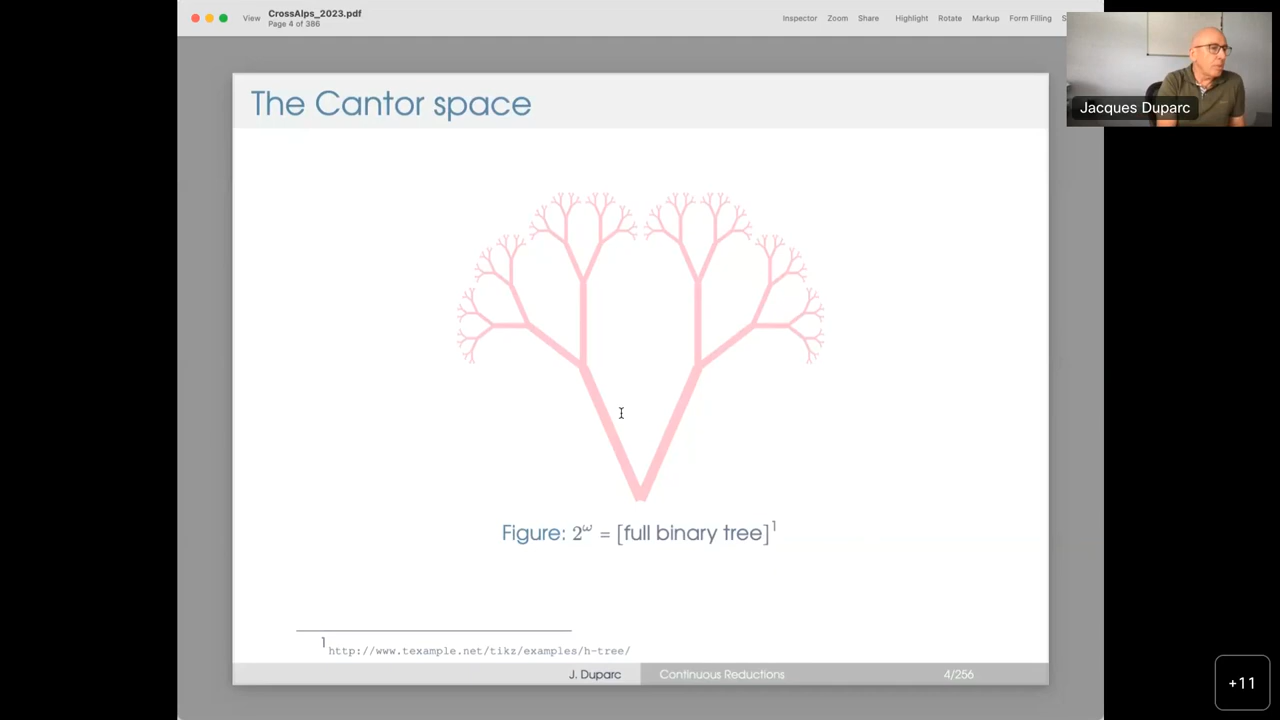 View CrossAlps_2023.pdf Inspector Zoom Share Highlight Rotate Markup Form Filling
Page 4 of 386
Jacques Duparc
The Cantor space
Figure: 2^ω = [full binary tree]^1
1 http://www.texample.net/tikz/examples/h-tree/
J. Duparc Continuous Reductions 4/256
+11